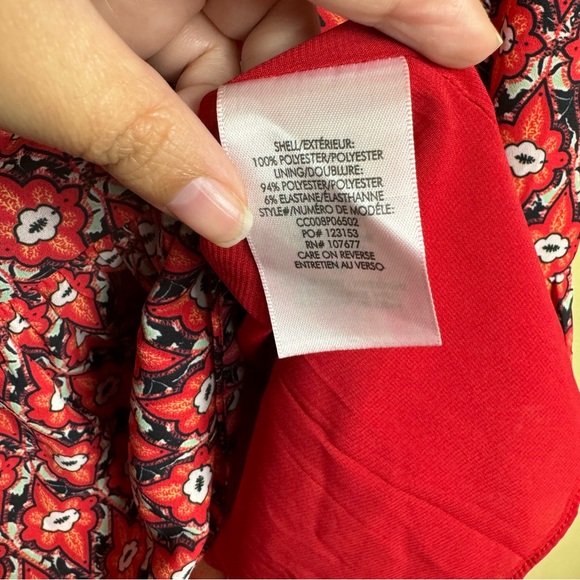 SHELL/EXTÉRIEUR:
100% POLYESTER/POLYESTER
LINING/DOUBLURE:
94% POLYESTER/POLYESTER
6% ELASTANE/ÉLASTHANNE
STYLE#/NUMÉRO DE MODÈLE:
CC008P06502
PO# 123153
RN# 107677
CARE ON REVERSE
ENTRETIEN AU VERSO